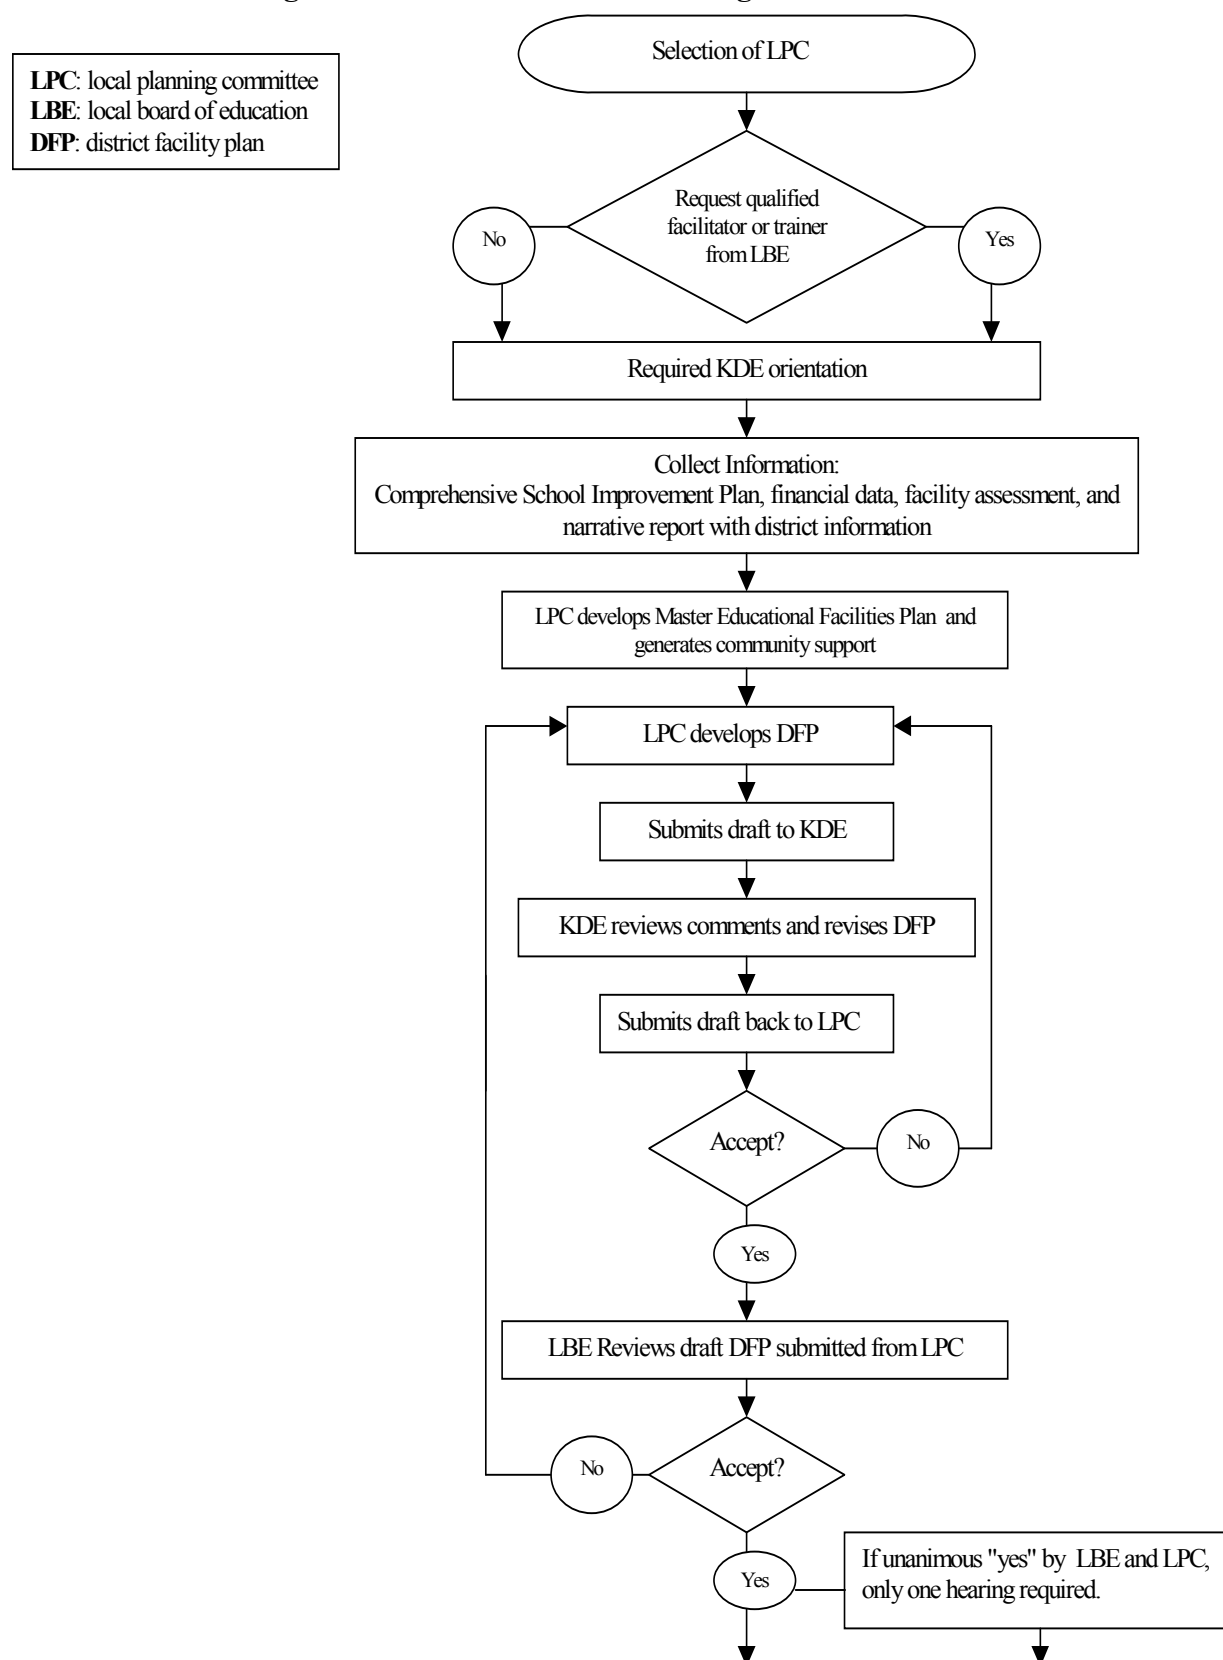 Selection of LPC
LPC: local planning committee
LBE: local board of education
DFP: district facility plan
Request qualified
facilitator or trainer
from LBE
No
Yes
Required KDE orientation
Collect Information:
Comprehensive School Improvement Plan, financial data, facility assessment, and
narrative report with district information
LPC develops Master Educational Facilities Plan and
generates community support
LPC develops DFP
Submits draft to KDE
KDE reviews comments and revises DFP
Submits draft back to LPC
Accept?
No
Yes
LBE Reviews draft DFP submitted from LPC
No
Accept?
Yes
If unanimous "yes" by LBE and LPC,
only one hearing required.